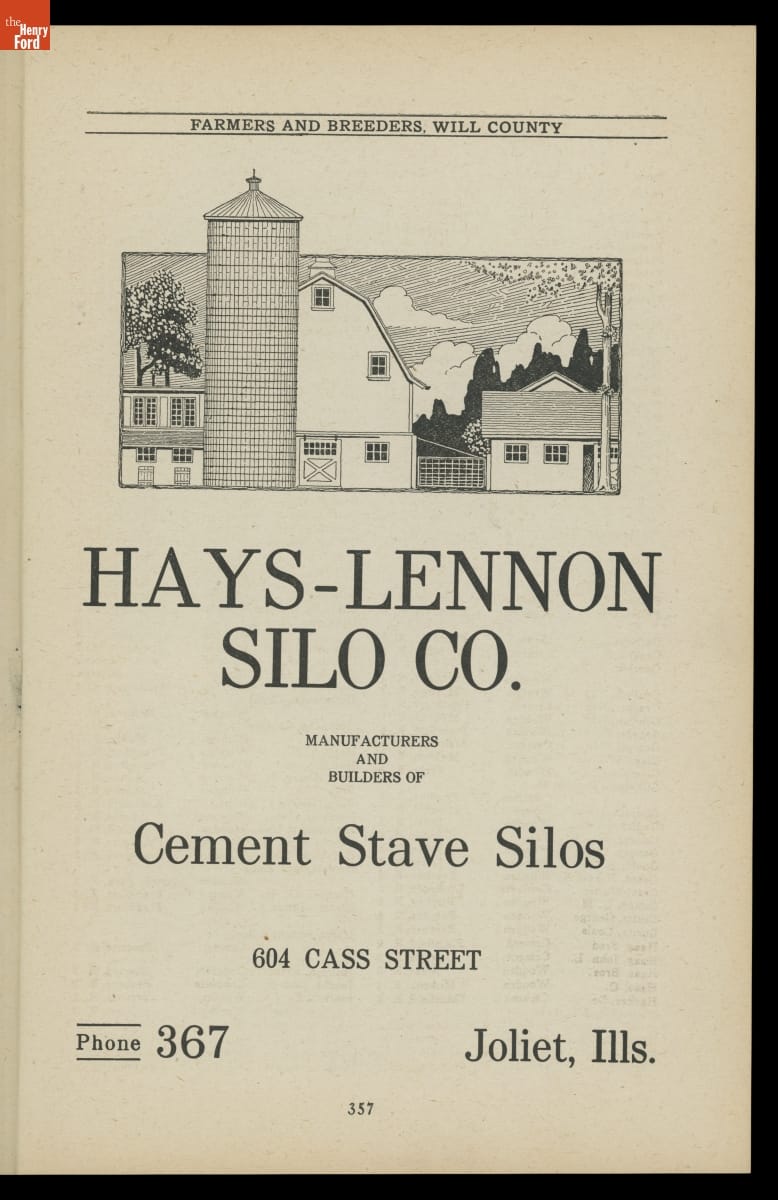 the
Henry
Ford
FARMERS AND BREEDERS, WILL COUNTY
HAYS-LENNON
SILO CO.
MANUFACTURERS
AND
BUILDERS OF
Cement Stave Silos
604 CASS STREET
Phone 367 Joliet, Ills.
357